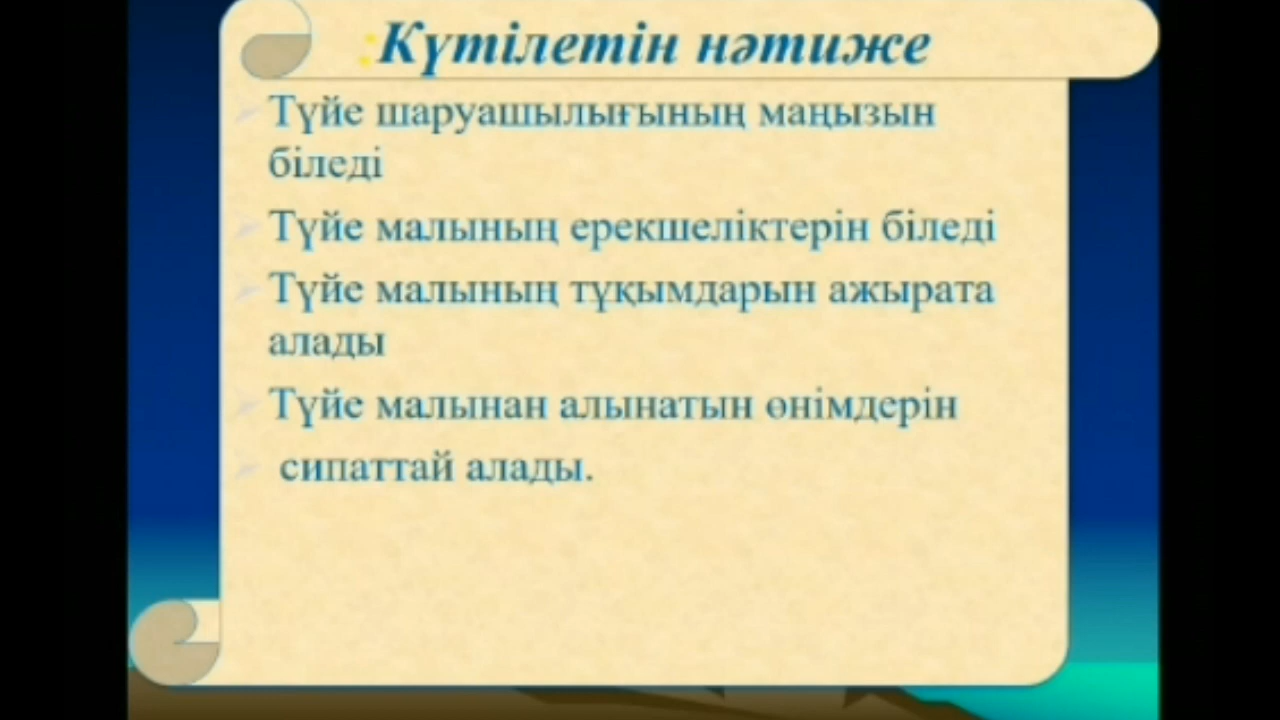 :Күтілетін нәтиже
Түйе шаруашылығының маңызын
біледі
Түйе малының ерекшеліктерін біледі
Түйе малының тұқымдарын ажырата
алады
Түйе малынан алынатын өнімдерін
сипаттай алады.